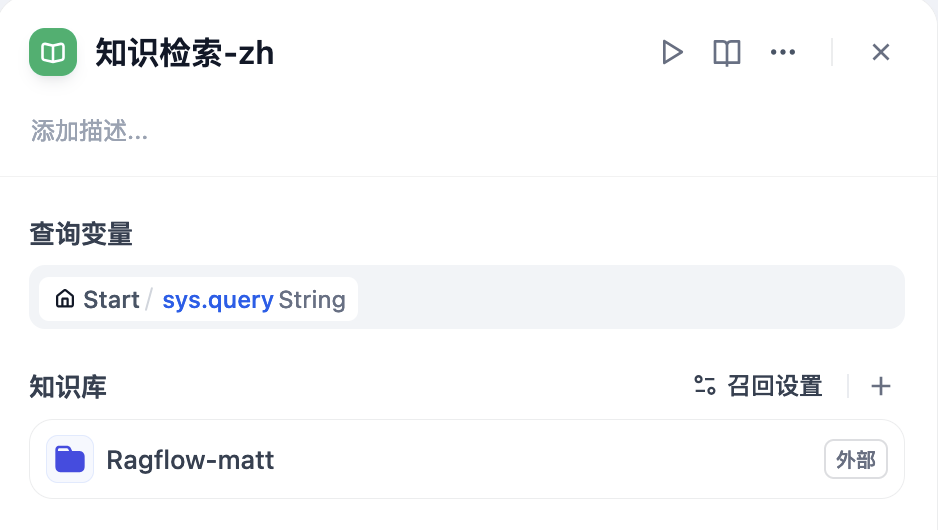 知识检索-zh
添加描述...
查询变量
Start / sys.query String
知识库 召回设置
Ragflow-matt 外部